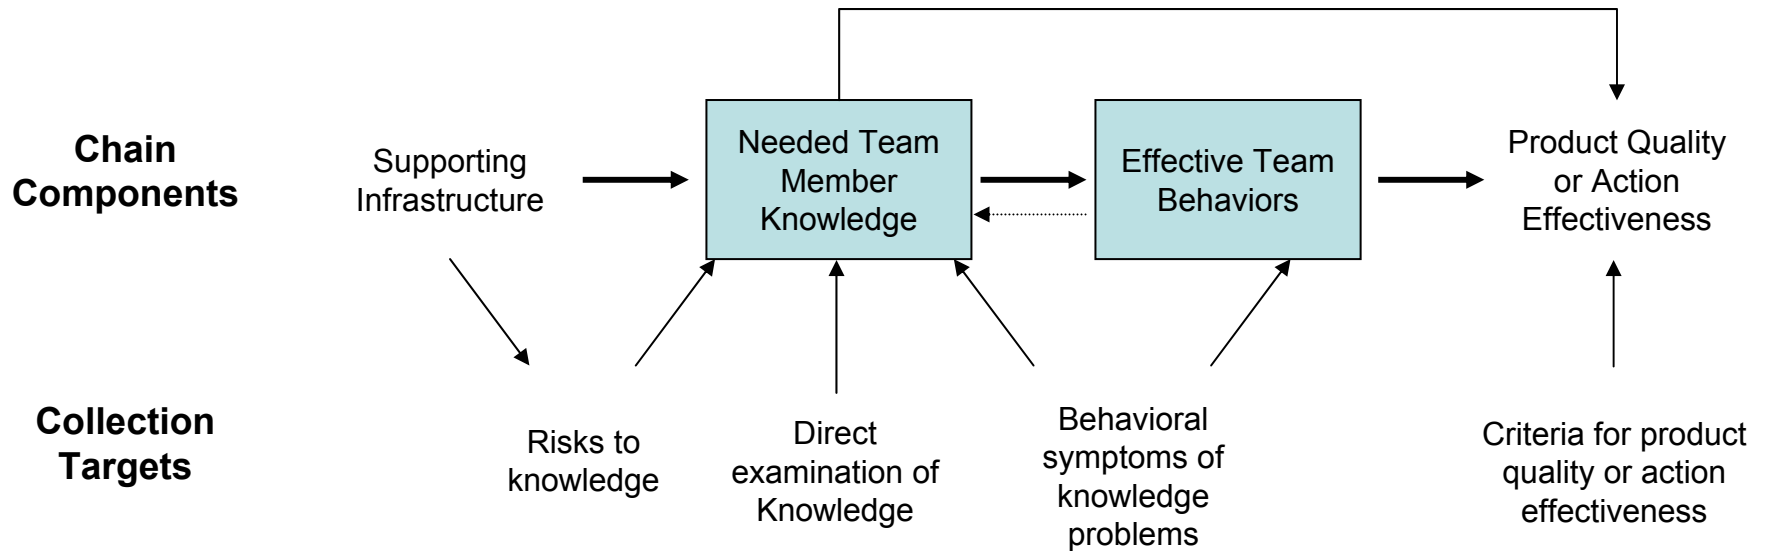 Chain
Components
Supporting
Infrastructure
Needed Team
Member
Knowledge
Effective Team
Behaviors
Product Quality
or Action
Effectiveness
Collection
Targets
Risks to
knowledge
Direct
examination of
Knowledge
Behavioral
symptoms of
knowledge
problems
Criteria for product
quality or action
effectiveness